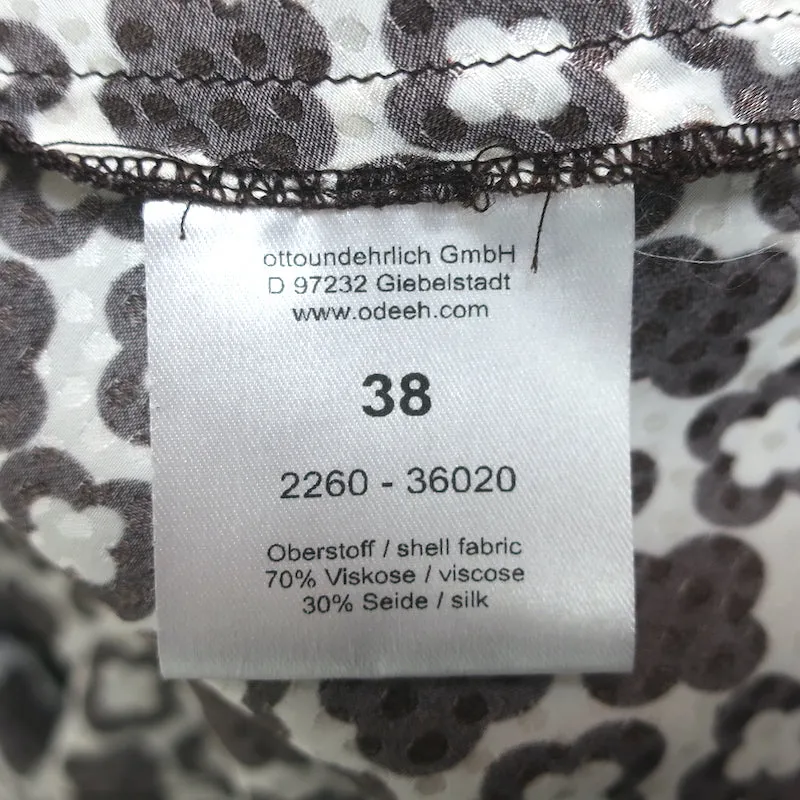 ottoundehrlich GmbH
D 97232 Giebelstadt
www.odeeh.com
38
2260 - 36020
Oberstoff / shell fabric
70% Viskose / viscose
30% Seide / silk